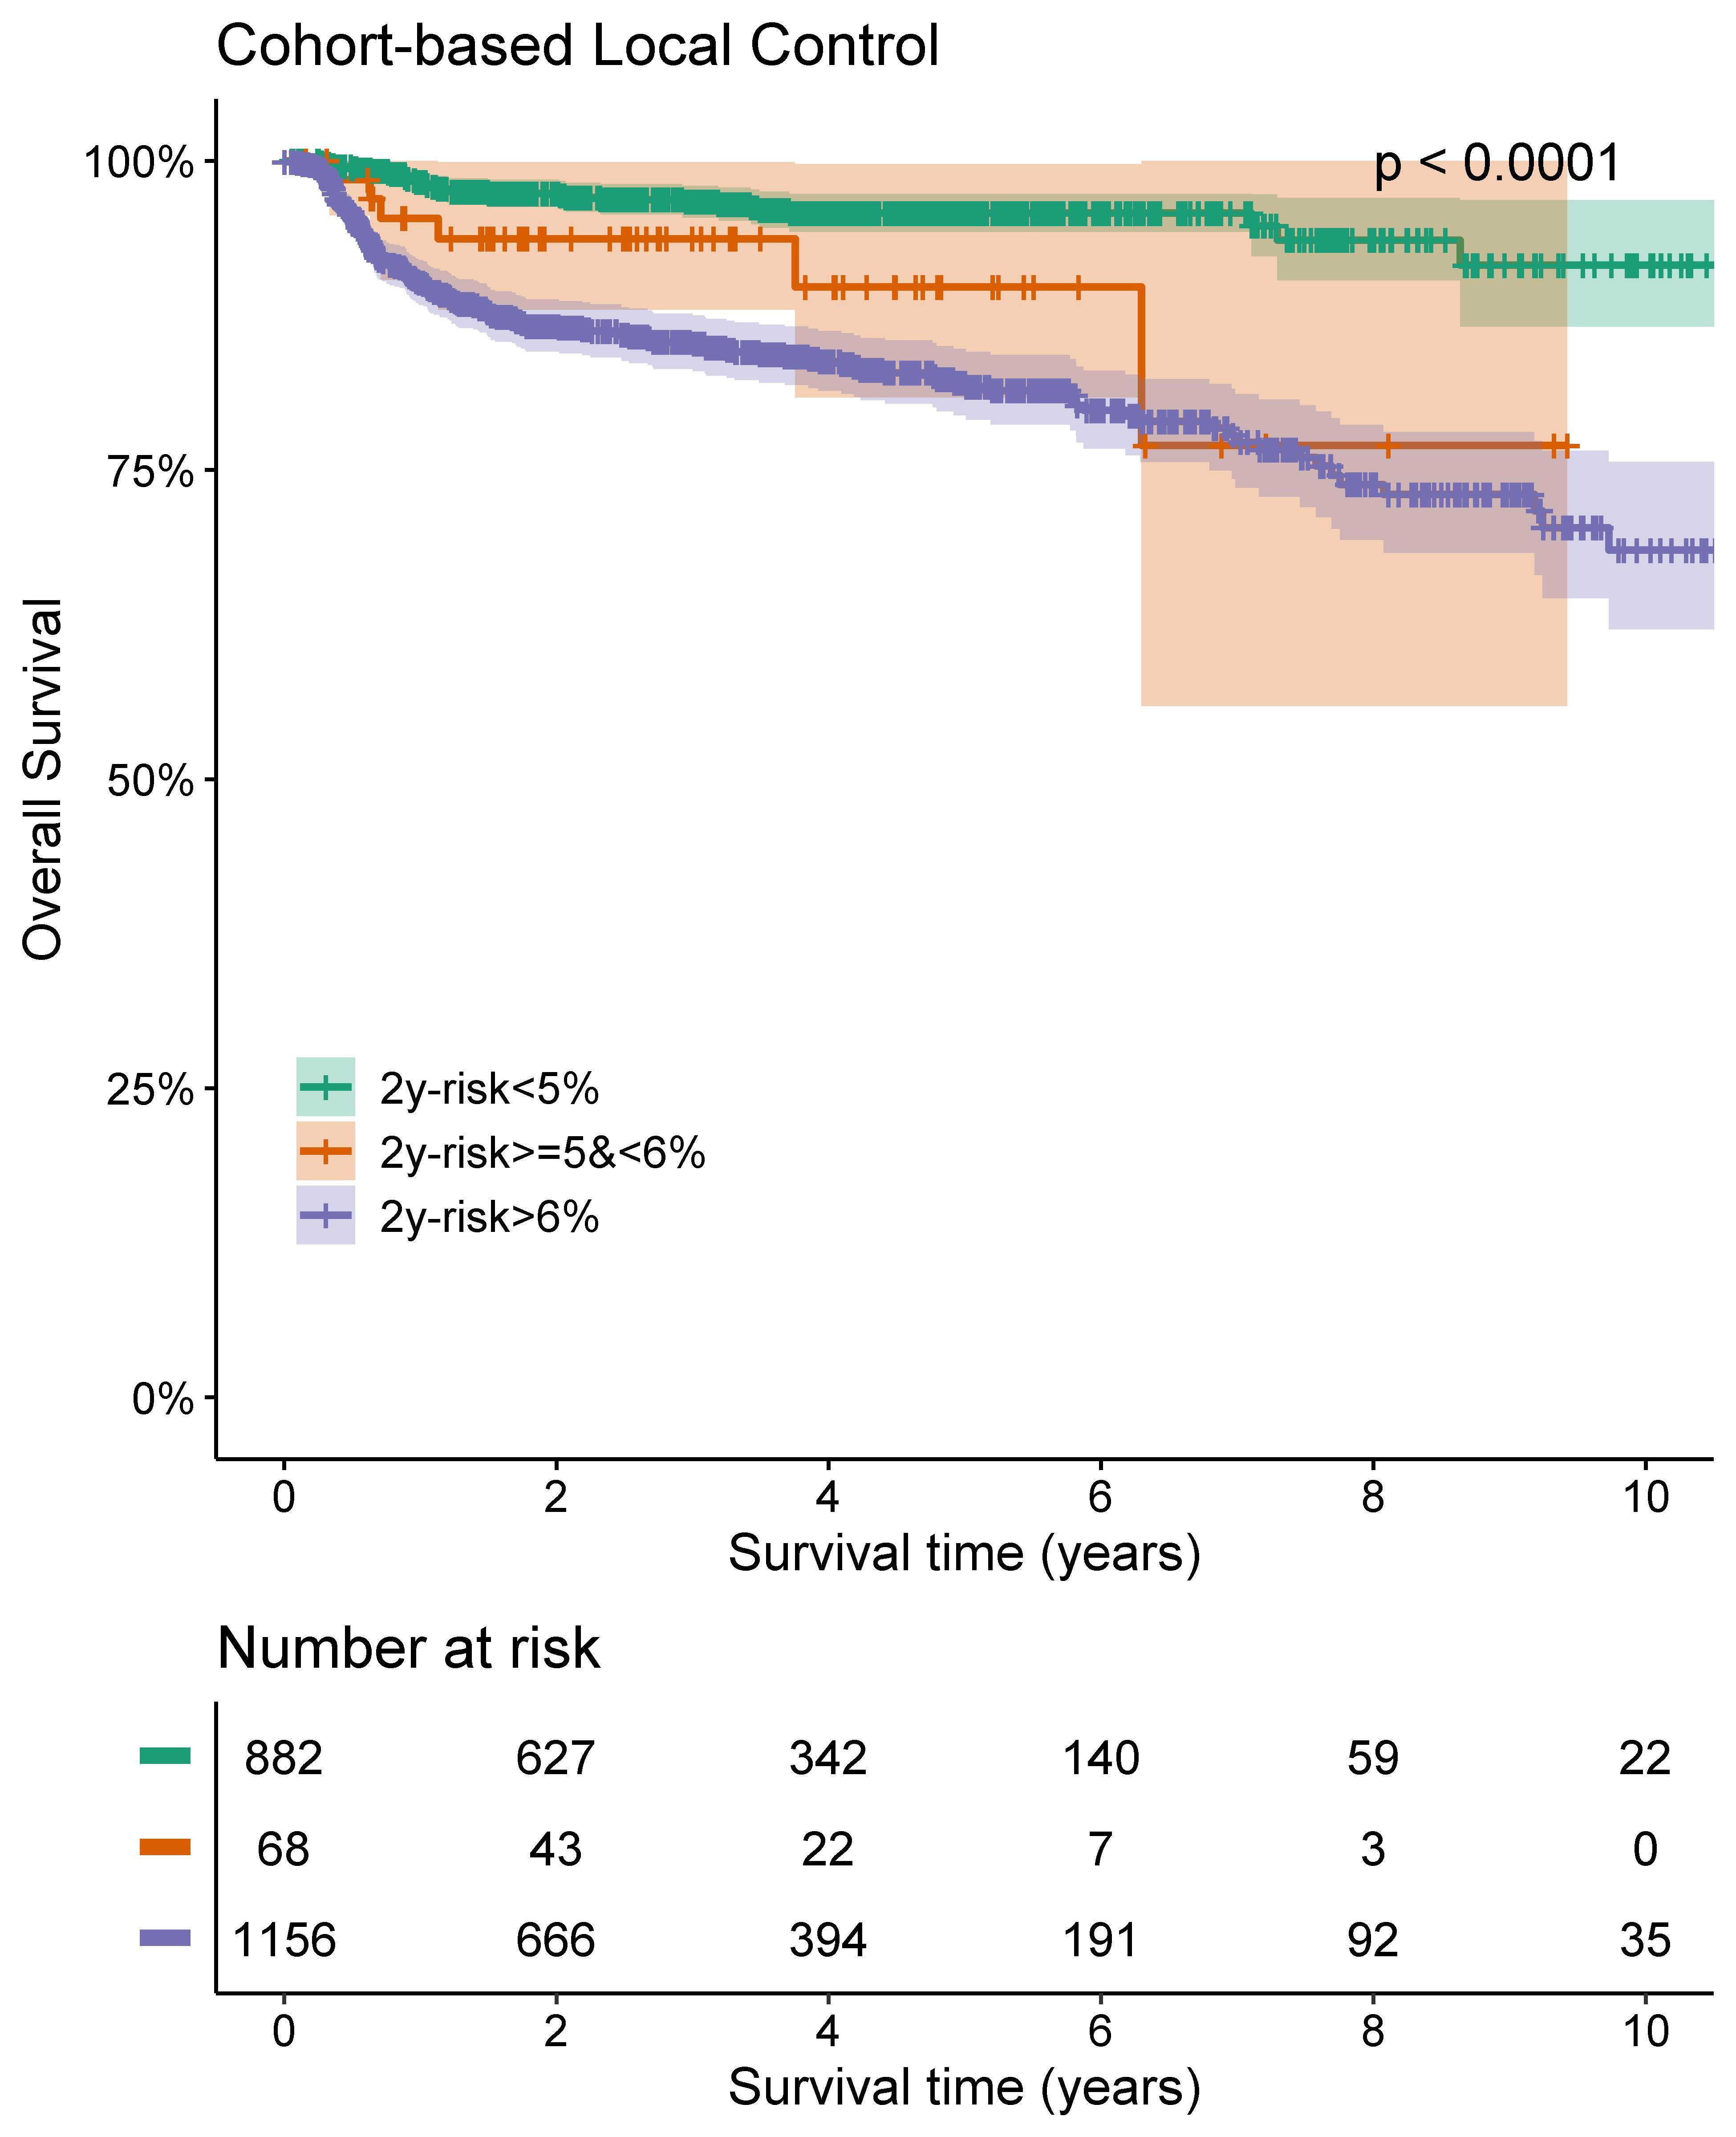 Cohort-based Local Control
p < 0.0001
100%
75%
50%
25%
0%
Overall Survival
2y-risk<5%
2y-risk>=5&<6%
2y-risk>6%
0 2 4 6 8 10
Survival time (years)
Number at risk
882 627 342 140 59 22
68 43 22 7 3 0
1156 666 394 191 92 35
0 2 4 6 8 10
Survival time (years)